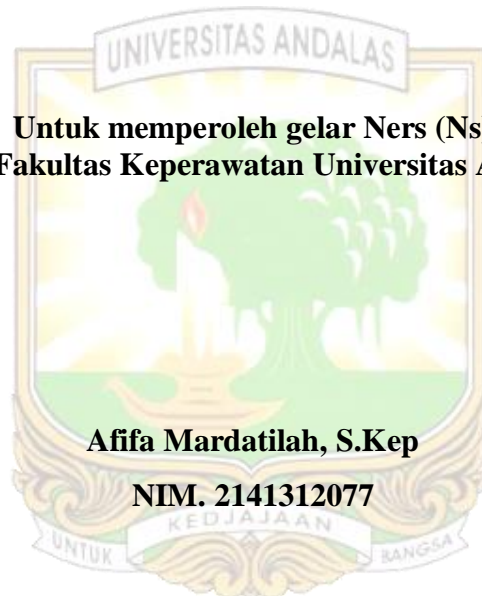 UNIVERSITAS ANDALAS
Untuk memperoleh gelar Ners (Ns
Fakultas Keperawatan Universitas A
Afifa Mardatilah, S.Kep
NIM. 2141312077
KEDJAJAAN
UNTUK BANGSA